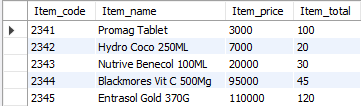 Item_code Item_name Item_price Item_total
2341 Promag Tablet 3000 100
2342 Hydro Coco 250ML 7000 20
2343 Nutrive Benecol 100ML 20000 30
2344 Blackmores Vit C 500Mg 95000 45
2345 Entrasol Gold 370G 110000 120